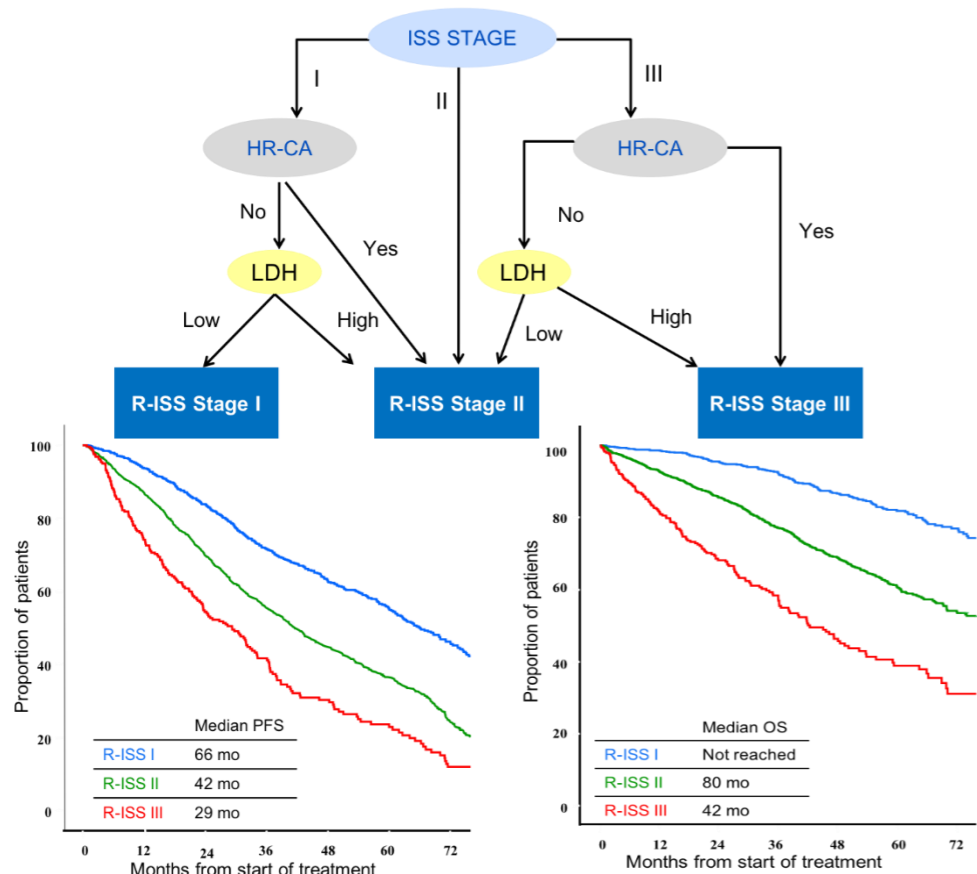 ISS STAGE
I
II
III
HR-CA
HR-CA
No
Yes
No
Yes
LDH
LDH
Low
High
Low
High
R-ISS Stage I
R-ISS Stage II
R-ISS Stage III
Proportion of patients
100
80
60
40
20
0
Median PFS
R-ISS I 66 mo
R-ISS II 42 mo
R-ISS III 29 mo
0 12 24 36 48 60 72
Months from start of treatment
Proportion of patients
100
80
60
40
20
0
Median OS
R-ISS I Not reached
R-ISS II 80 mo
R-ISS III 42 mo
0 12 24 36 48 60 72
Months from start of treatment